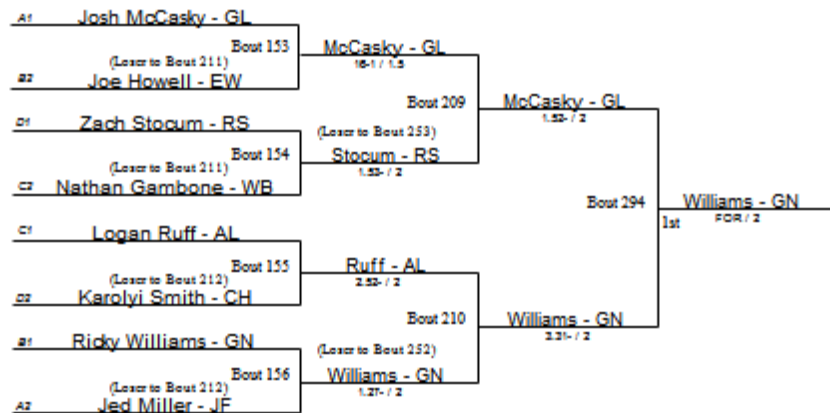 A1 Josh McCasky - GL
Bout 153
McCasky - GL
16-1 / 1.5
(Loser to Bout 211)
B2 Joe Howell - EW
Bout 209
McCasky - GL
1.52- / 2
D1 Zach Stocum - RS
(Loser to Bout 253)
Bout 154
Stocum - RS
1.53- / 2
(Loser to Bout 211)
C2 Nathan Gambone - WB
Bout 294
Williams - GN
FOR / 2
1st
C1 Logan Ruff - AL
Bout 155
Ruff - AL
2.52- / 2
(Loser to Bout 212)
D2 Karolyi Smith - CH
Bout 210
Williams - GN
3.31- / 2
B1 Ricky Williams - GN
(Loser to Bout 252)
Bout 156
Williams - GN
1.27- / 2
(Loser to Bout 212)
A2 Jed Miller - JF